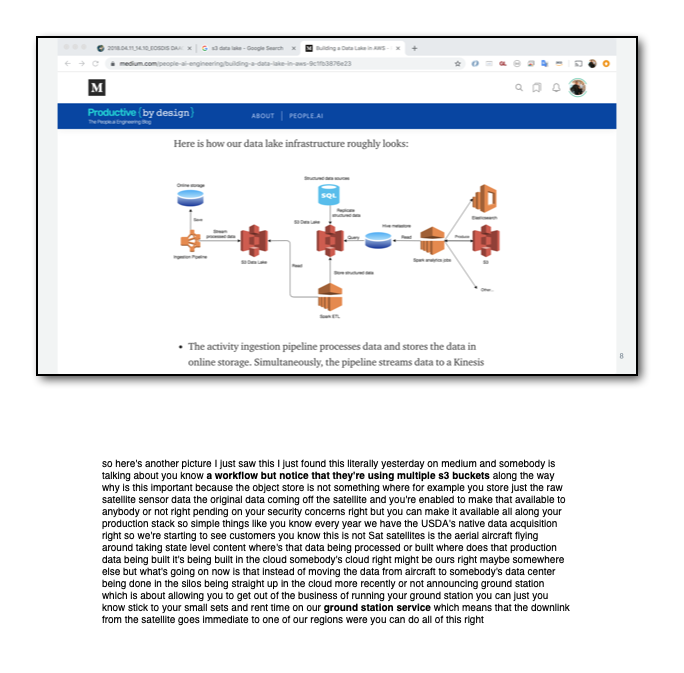 2018.04.11_14.10_EOSDIS DA
s3 data lake - Google Search
Building a Data Lake in AWS -
medium.com/people-ai-engineering/building-a-data-lake-in-aws-9c1fb3876e23
M
Productive {by design}
The People.ai Engineering Blog
ABOUT
PEOPLE.AI
Here is how our data lake infrastructure roughly looks:
Structured data sources
Online storage
SQL
Replicate
structured data
Elasticsearch
Store
S3 Data Lake
Hive metastore
Stream
processed data
Query
Read
Produce
Ingestion Pipeline
S3 Data Lake
Spark analytics jobs
S3
Read
Store structured data
Other...
Spark ETL
• The activity ingestion pipeline processes data and stores the data in
online storage. Simultaneously, the pipeline streams data to a Kinesis
8
so here's another picture I just saw this I just found this literally yesterday on medium and somebody is
talking about you know a workflow but notice that they're using multiple s3 buckets along the way
why is this important because the object store is not something where for example you store just the raw
satellite sensor data the original data coming off the satellite and you're enabled to make that available to
anybody or not right pending on your security concerns right but you can make it available all along your
production stack so simple things like you know every year we have the USDA's native data acquisition
right so we're starting to see customers you know this is not Sat satellites is the aerial aircraft flying
around taking state level content where's that data being processed or built where does that production
data being built it's being built in the cloud somebody's cloud right might be ours right maybe somewhere
else but what's going on now is that instead of moving the data from aircraft to somebody's data center
being done in the silos being straight up in the cloud more recently or not announcing ground station
which is about allowing you to get out of the business of running your ground station you can just you
know stick to your small sets and rent time on our ground station service which means that the downlink
from the satellite goes immediate to one of our regions were you can do all of this right